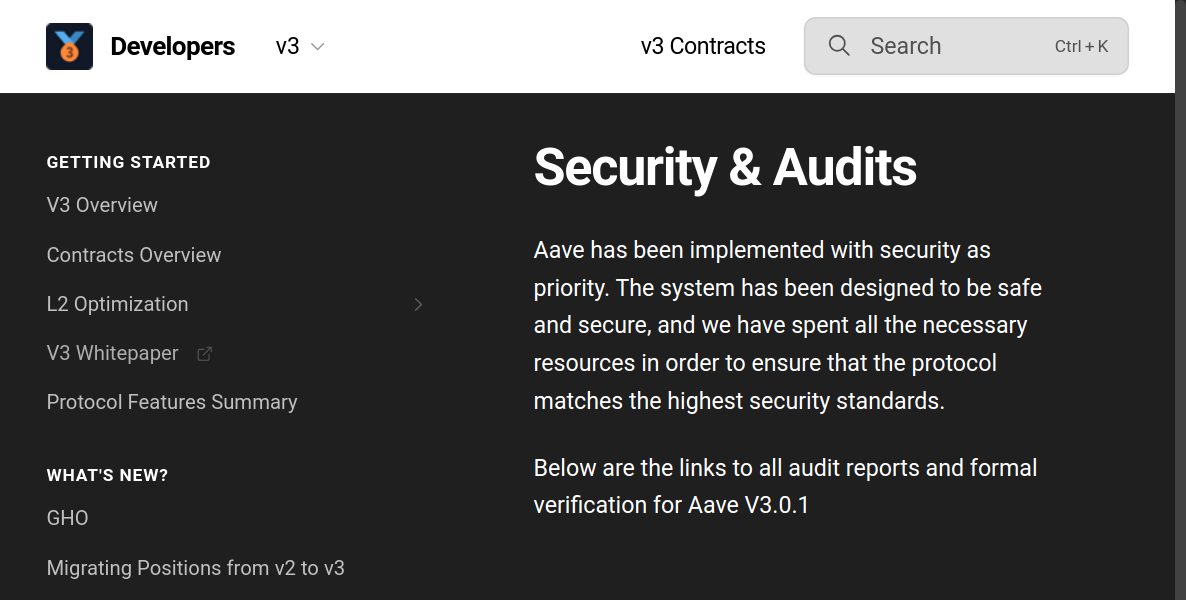 3
Developers
v3
v3 Contracts
Search
Ctrl + K
GETTING STARTED
V3 Overview
Contracts Overview
L2 Optimization
V3 Whitepaper
Protocol Features Summary
WHAT'S NEW?
GHO
Migrating Positions from v2 to v3
Security & Audits
Aave has been implemented with security as
priority. The system has been designed to be safe
and secure, and we have spent all the necessary
resources in order to ensure that the protocol
matches the highest security standards.
Below are the links to all audit reports and formal
verification for Aave V3.0.1